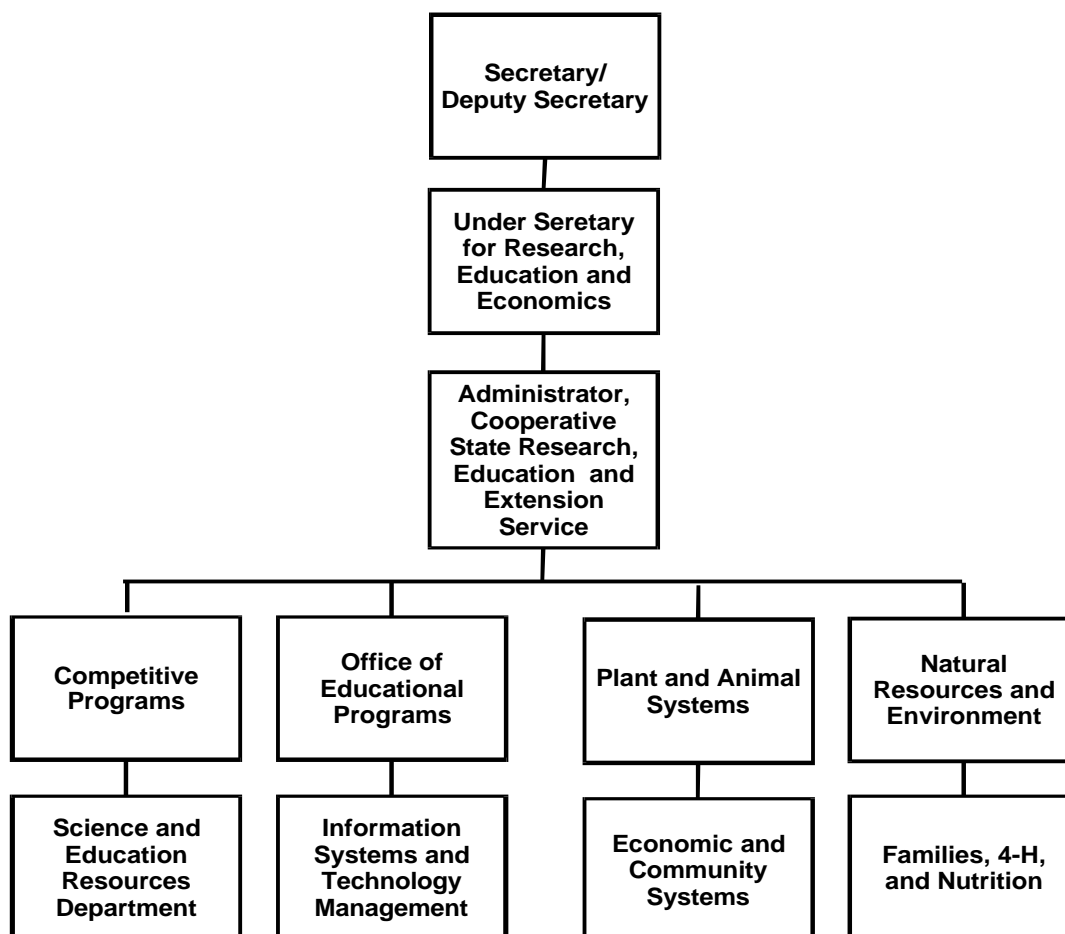 Secretary/
Deputy Secretary
Under Seretary
for Research,
Education and
Economics
Administrator,
Cooperative
State Research,
Education and
Extension
Service
Competitive
Programs
Office of
Educational
Programs
Plant and Animal
Systems
Natural
Resources and
Environment
Science and
Education
Resources
Department
Information
Systems and
Technology
Management
Economic and
Community
Systems
Families, 4-H,
and Nutrition